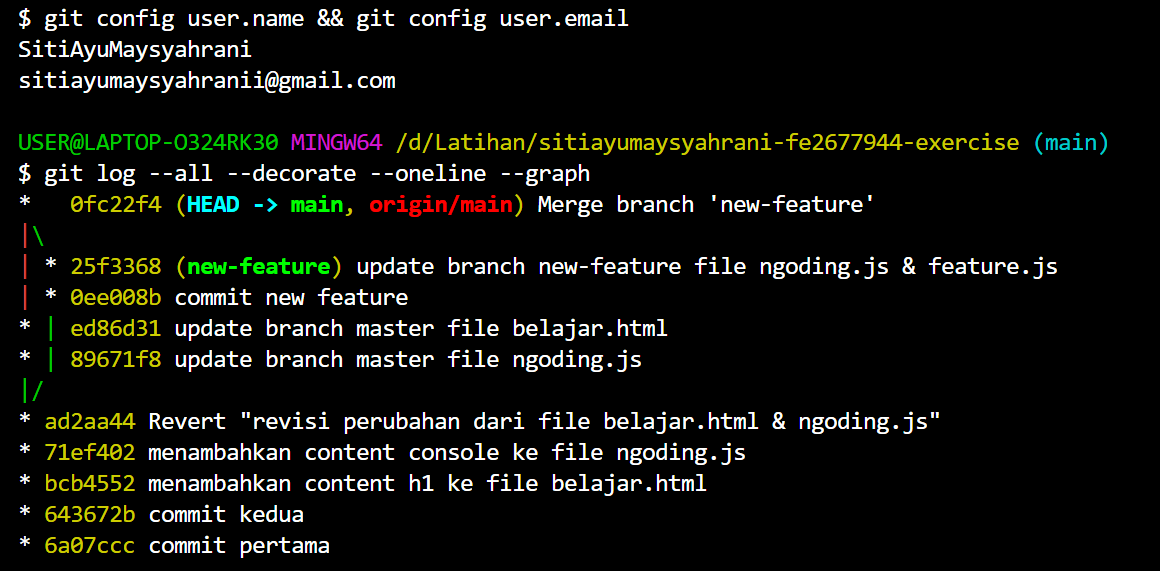 $ git config user.name && git config user.email
SitiAyuMaysyahrani
sitiayumaysyahranii@gmail.com

USER@LAPTOP-O324RK30 MINGW64 /d/Latihan/sitiayumaysyahrani-fe2677944-exercise (main)
$ git log --all --decorate --oneline --graph
*   0fc22f4 (HEAD -> main, origin/main) Merge branch 'new-feature'
|\
| * 25f3368 (new-feature) update branch new-feature file ngoding.js & feature.js
| * 0ee008b commit new feature
* | ed86d31 update branch master file belajar.html
* | 89671f8 update branch master file ngoding.js
|/
* ad2aa44 Revert "revisi perubahan dari file belajar.html & ngoding.js"
* 71ef402 menambahkan content console ke file ngoding.js
* bcb4552 menambahkan content h1 ke file belajar.html
* 643672b commit kedua
* 6a07ccc commit pertama